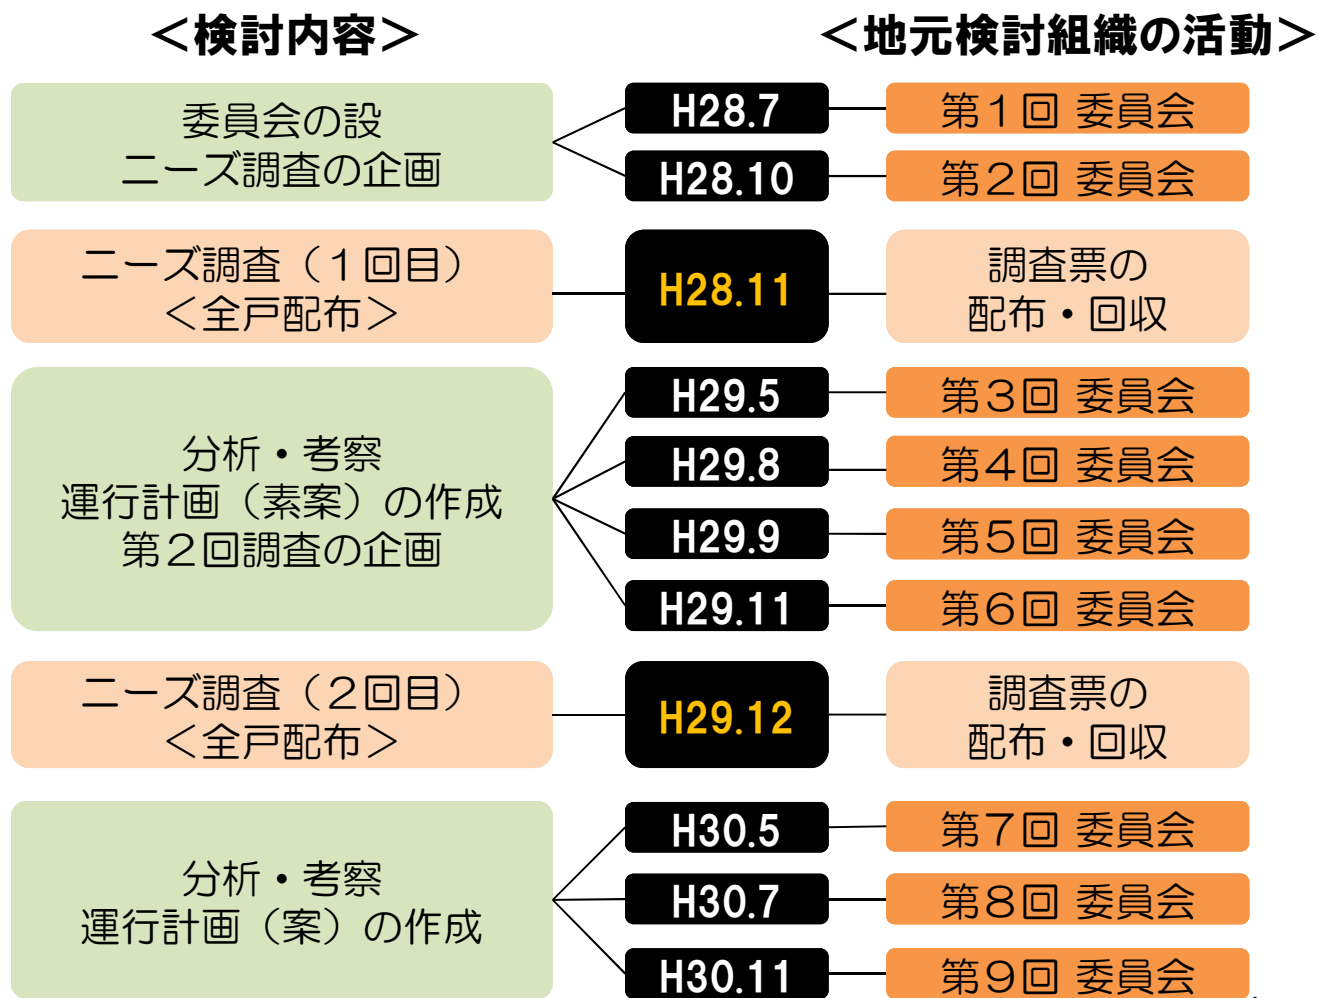 ＜検討内容＞
＜地元検討組織の活動＞
委員会の設
ニーズ調査の企画
H28.7
第１回 委員会
H28.10
第２回 委員会
ニーズ調査（１回目）
＜全戸配布＞
H28.11
調査票の
配布・回収
分析・考察
運行計画（素案）の作成
第２回調査の企画
H29.5
第３回 委員会
H29.8
第４回 委員会
H29.9
第５回 委員会
H29.11
第６回 委員会
ニーズ調査（２回目）
＜全戸配布＞
H29.12
調査票の
配布・回収
分析・考察
運行計画（案）の作成
H30.5
第７回 委員会
H30.7
第８回 委員会
H30.11
第９回 委員会